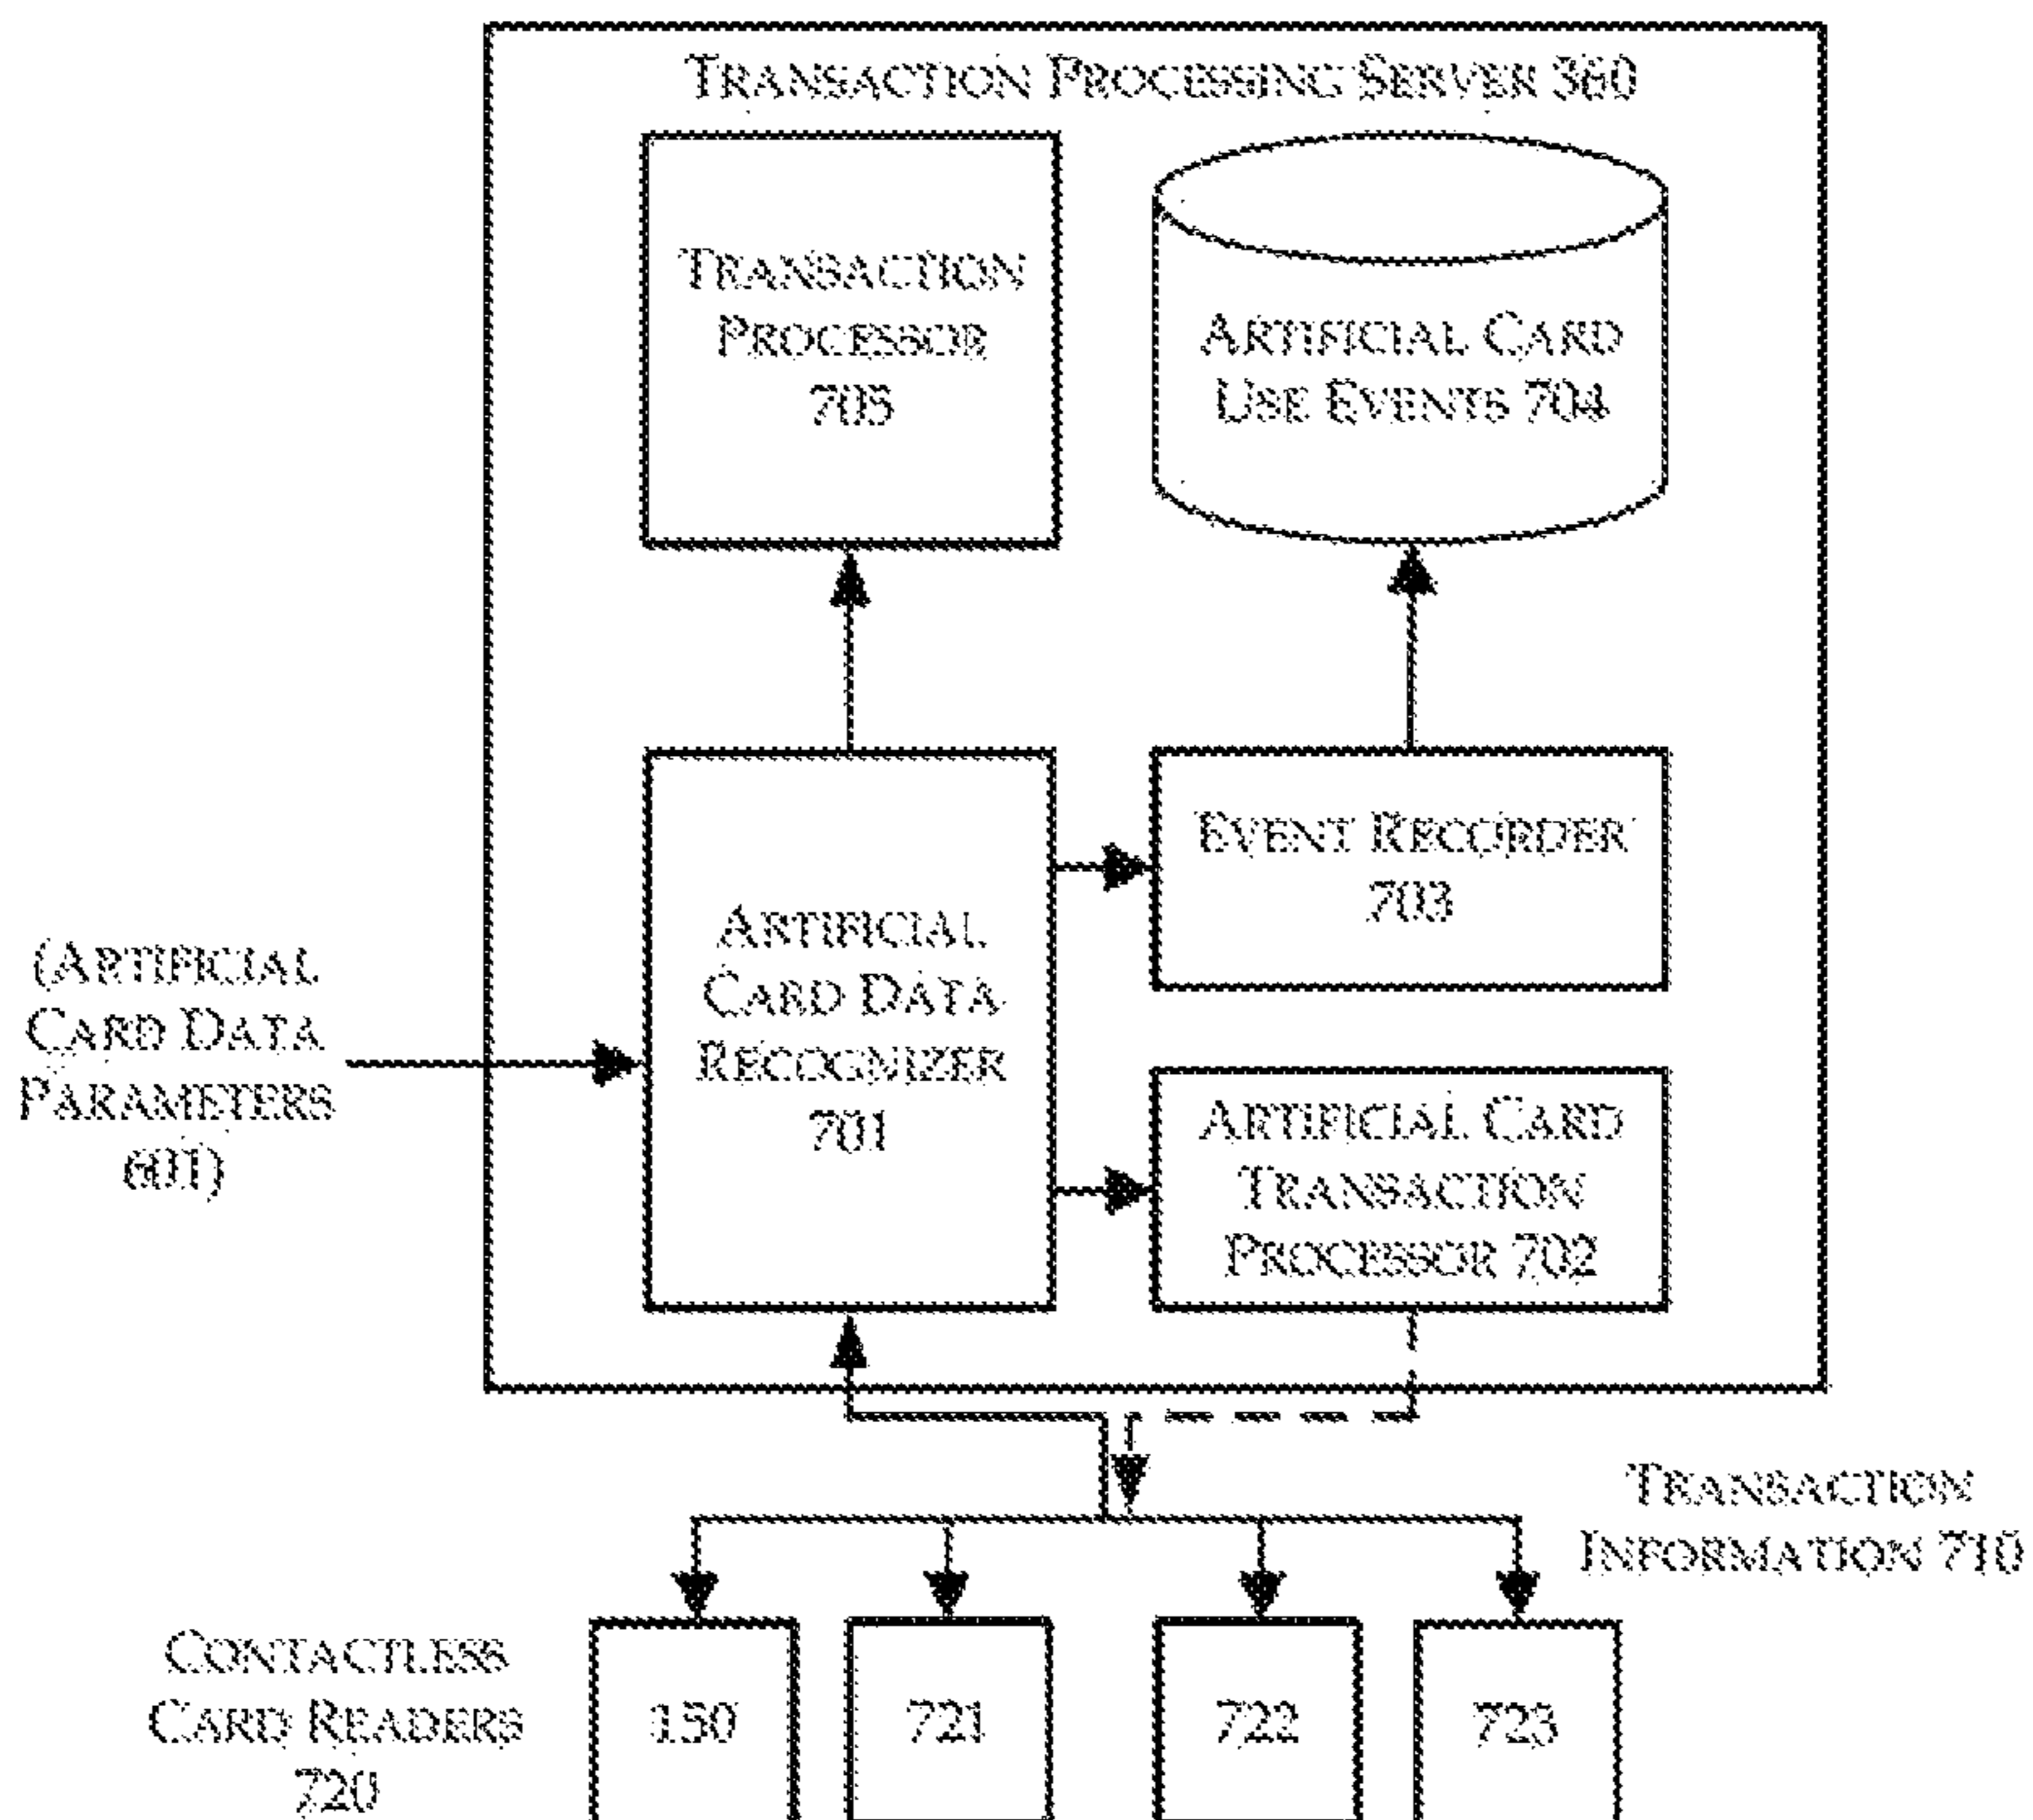 TRANSACTION PROCESSING SERVER 360
TRANSACTION
PROCESSOR
705
ARTIFICIAL CARD
USE EVENTS 704
EVENT RECORDER
703
ARTIFICIAL
CARD DATA
RECOGNIZER
701
(ARTIFICIAL
CARD DATA
PARAMETERS
601)
ARTIFICIAL CARD
TRANSACTION
PROCESSOR 702
TRANSACTION
INFORMATION 710
CONTACTLESS
CARD READERS
720
150
721
722
723